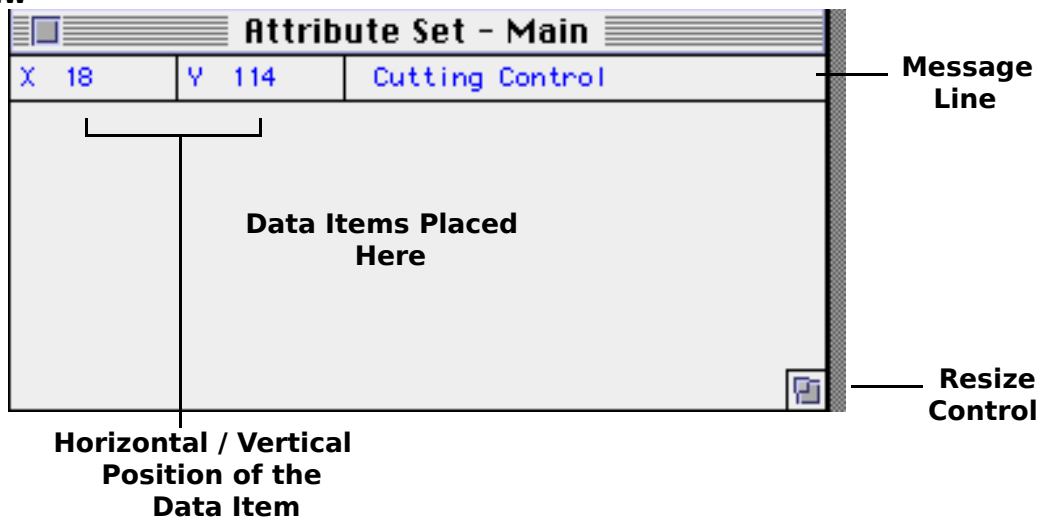 Attribute Set - Main
X 18 Y 114 Cutting Control
Message
Line
Data Items Placed
Here
Resize
Control
Horizontal / Vertical
Position of the
Data Item